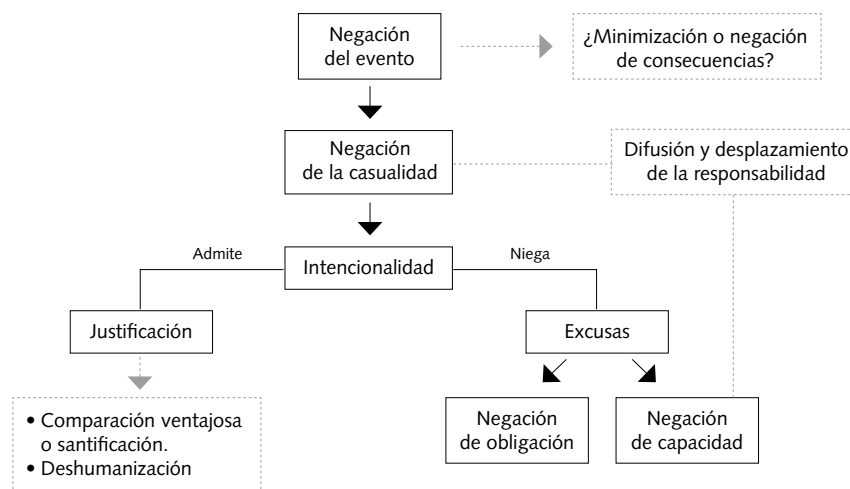 Negación
del evento
¿Minimización o negación
de consecuencias?
Negación
de la casualidad
Difusión y desplazamiento
de la responsabilidad
Admite
Intencionalidad
Niega
Justificación
Excusas
• Comparación ventajosa
o santificación.
• Deshumanización
Negación
de obligación
Negación
de capacidad